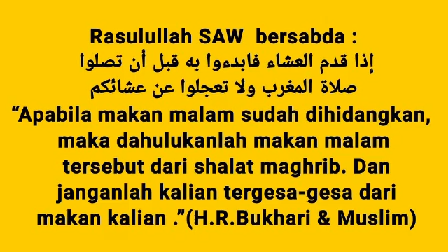 Rasulullah SAW bersabda :
إذا قدم العشاء فابدءوا به قبل أن تصلوا
صلاة المغرب ولا تعجلوا عن عشائكم
“Apabila makan malam sudah dihidangkan,
maka dahulukanlah makan malam
tersebut dari shalat maghrib. Dan
janganlah kalian tergesa-gesa dari
makan kalian .”(H.R.Bukhari & Muslim)